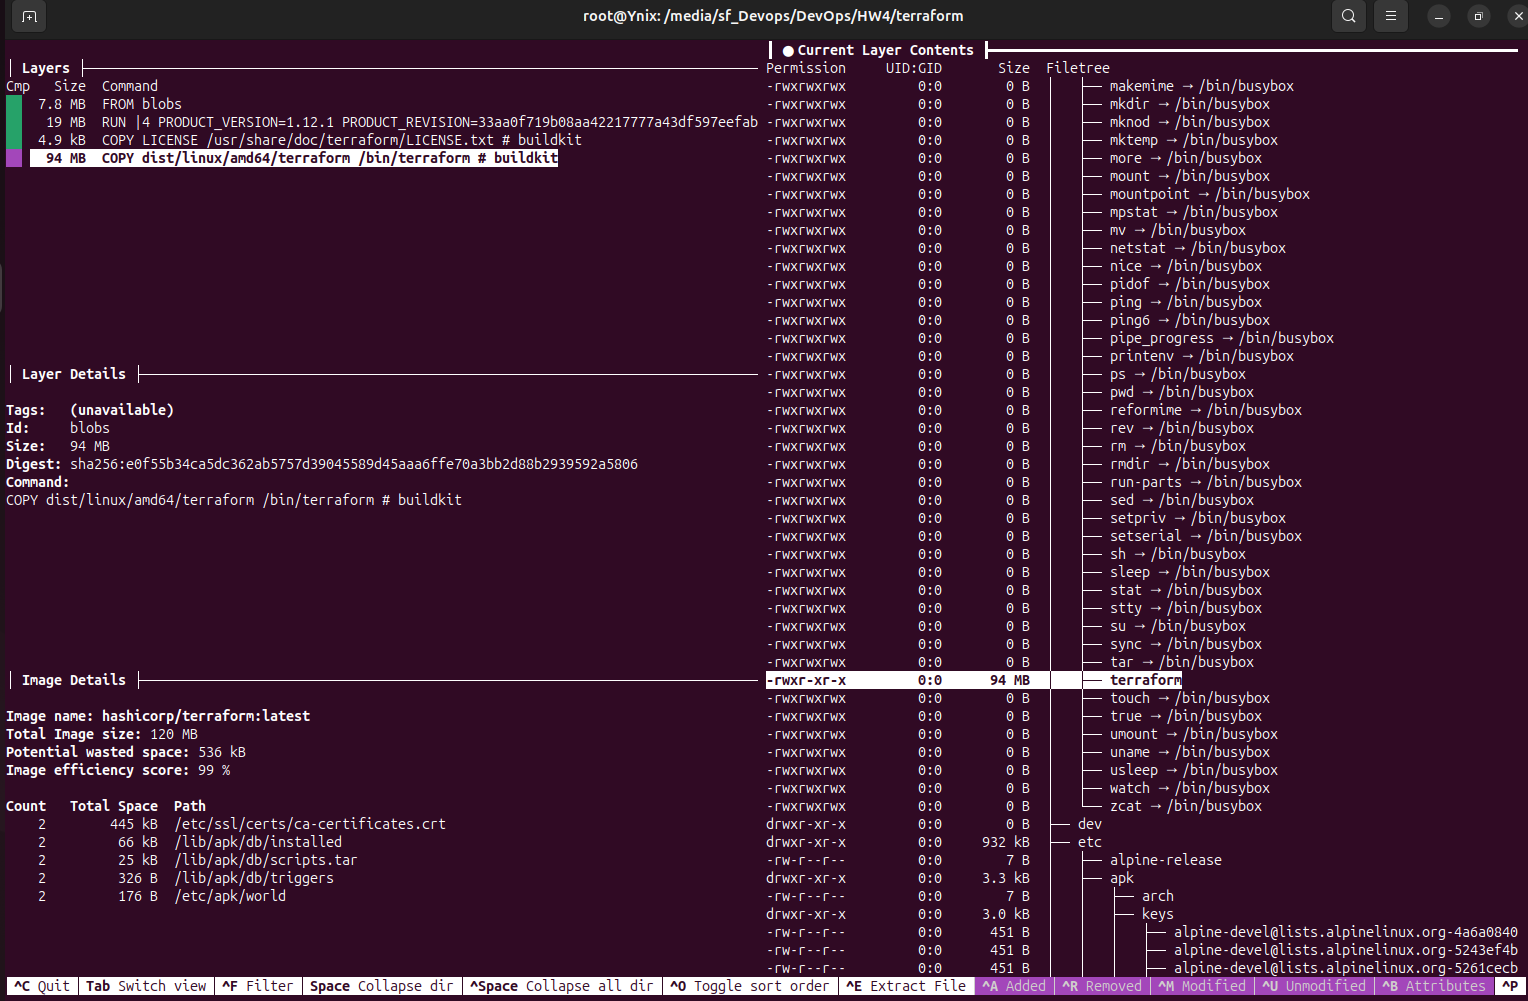 root@Ynix: /media/sf_Devops/DevOps/HW4/terraform
Layers
Cmp Size Command
7.8 MB FROM blobs
19 MB RUN |4 PRODUCT_VERSION=1.12.1 PRODUCT_REVISION=33aa0f719b08aa42217777a43df597eefab
4.9 kB COPY LICENSE /usr/share/doc/terraform/LICENSE.txt # buildkit
94 MB COPY dist/linux/amd64/terraform /bin/terraform # buildkit
Layer Details
Tags: (unavailable)
Id: blobs
Size: 94 MB
Digest: sha256:e0f55b34ca5dc362ab5757d39045589d45aaa6ffe70a3bb2d88b2939592a5806
Command:
COPY dist/linux/amd64/terraform /bin/terraform # buildkit
Image Details
Image name: hashicorp/terraform:latest
Total Image size: 120 MB
Potential wasted space: 536 kB
Image efficiency score: 99 %
Count Total Space Path
2 445 kB /etc/ssl/certs/ca-certificates.crt
2 66 kB /lib/apk/db/installed
2 25 kB /lib/apk/db/scripts.tar
2 326 B /lib/apk/db/triggers
2 176 B /etc/apk/world
● Current Layer Contents
Permission UID:GID Size Filetree
-rwxrwxrwx 0:0 0 B makemime → /bin/busybox
-rwxrwxrwx 0:0 0 B mkdir → /bin/busybox
-rwxrwxrwx 0:0 0 B mknod → /bin/busybox
-rwxrwxrwx 0:0 0 B mktemp → /bin/busybox
-rwxrwxrwx 0:0 0 B more → /bin/busybox
-rwxrwxrwx 0:0 0 B mount → /bin/busybox
-rwxrwxrwx 0:0 0 B mountpoint → /bin/busybox
-rwxrwxrwx 0:0 0 B mpstat → /bin/busybox
-rwxrwxrwx 0:0 0 B mv → /bin/busybox
-rwxrwxrwx 0:0 0 B netstat → /bin/busybox
-rwxrwxrwx 0:0 0 B nice → /bin/busybox
-rwxrwxrwx 0:0 0 B pidof → /bin/busybox
-rwxrwxrwx 0:0 0 B ping → /bin/busybox
-rwxrwxrwx 0:0 0 B ping6 → /bin/busybox
-rwxrwxrwx 0:0 0 B pipe_progress → /bin/busybox
-rwxrwxrwx 0:0 0 B printenv → /bin/busybox
-rwxrwxrwx 0:0 0 B ps → /bin/busybox
-rwxrwxrwx 0:0 0 B pwd → /bin/busybox
-rwxrwxrwx 0:0 0 B reformime → /bin/busybox
-rwxrwxrwx 0:0 0 B rev → /bin/busybox
-rwxrwxrwx 0:0 0 B rm → /bin/busybox
-rwxrwxrwx 0:0 0 B rmdir → /bin/busybox
-rwxrwxrwx 0:0 0 B run-parts → /bin/busybox
-rwxrwxrwx 0:0 0 B sed → /bin/busybox
-rwxrwxrwx 0:0 0 B setpriv → /bin/busybox
-rwxrwxrwx 0:0 0 B setserial → /bin/busybox
-rwxrwxrwx 0:0 0 B sh → /bin/busybox
-rwxrwxrwx 0:0 0 B sleep → /bin/busybox
-rwxrwxrwx 0:0 0 B stat → /bin/busybox
-rwxrwxrwx 0:0 0 B stty → /bin/busybox
-rwxrwxrwx 0:0 0 B su → /bin/busybox
-rwxrwxrwx 0:0 0 B sync → /bin/busybox
-rwxrwxrwx 0:0 0 B tar → /bin/busybox
-rwxr-xr-x 0:0 94 MB terraform
-rwxrwxrwx 0:0 0 B touch → /bin/busybox
-rwxrwxrwx 0:0 0 B true → /bin/busybox
-rwxrwxrwx 0:0 0 B umount → /bin/busybox
-rwxrwxrwx 0:0 0 B uname → /bin/busybox
-rwxrwxrwx 0:0 0 B usleep → /bin/busybox
-rwxrwxrwx 0:0 0 B watch → /bin/busybox
-rwxrwxrwx 0:0 0 B zcat → /bin/busybox
drwxr-xr-x 0:0 0 B dev
drwxr-xr-x 0:0 932 kB etc
-rw-r--r-- 0:0 7 B alpine-release
drwxr-xr-x 0:0 3.3 kB apk
-rw-r--r-- 0:0 7 B arch
drwxr-xr-x 0:0 3.0 kB keys
-rw-r--r-- 0:0 451 B alpine-devel@lists.alpinelinux.org-4a6a0840
-rw-r--r-- 0:0 451 B alpine-devel@lists.alpinelinux.org-5243ef4b
-rw-r--r-- 0:0 451 B alpine-devel@lists.alpinelinux.org-5261cecb
^C Quit Tab Switch view ^F Filter Space Collapse dir ^Space Collapse all dir ^O Toggle sort order ^E Extract File ^A Added ^R Removed ^M Modified ^U Unmodified ^B Attributes ^P